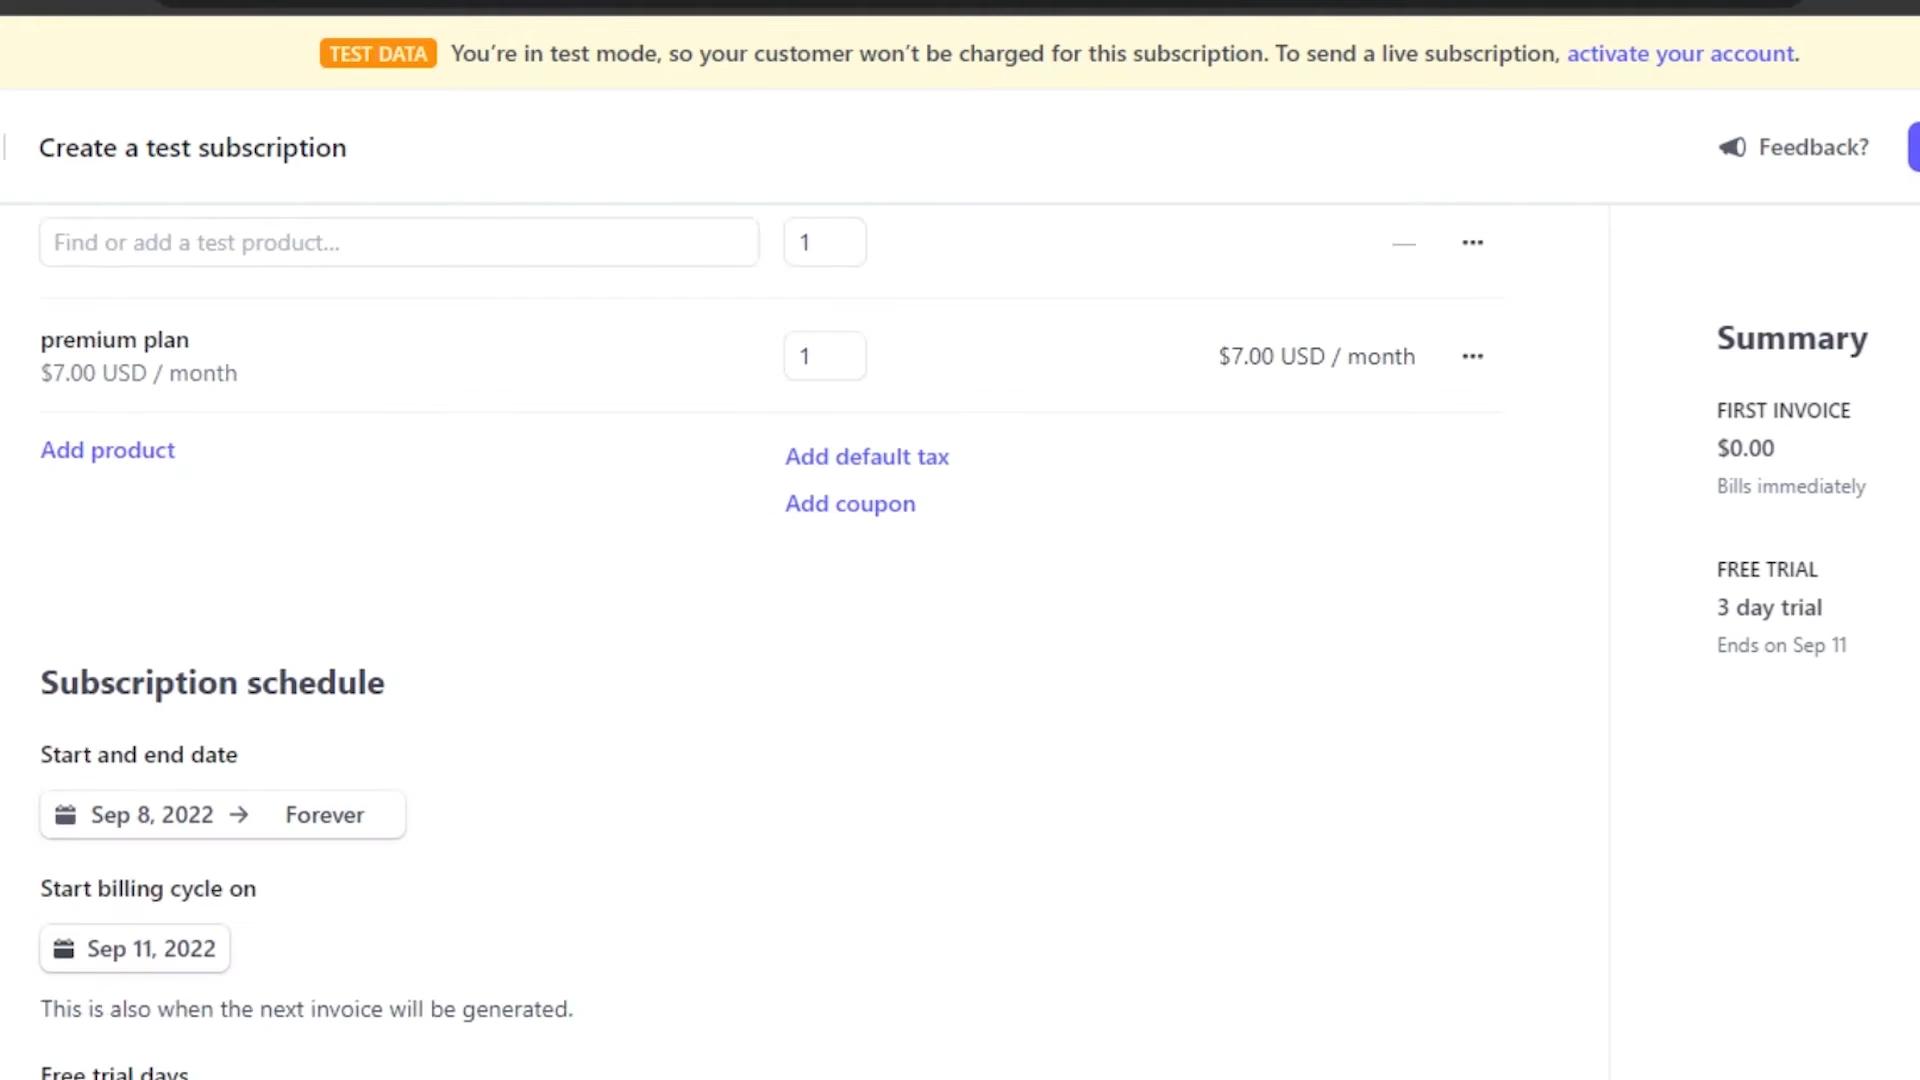 TEST DATA You’re in test mode, so your customer won’t be charged for this subscription. To send a live subscription, activate your account.
Create a test subscription
Feedback?
Find or add a test product...
1
—
premium plan
$7.00 USD / month
1
$7.00 USD / month
Add product
Add default tax
Add coupon
Summary
FIRST INVOICE
$0.00
Bills immediately
FREE TRIAL
3 day trial
Ends on Sep 11
Subscription schedule
Start and end date
Sep 8, 2022 → Forever
Start billing cycle on
Sep 11, 2022
This is also when the next invoice will be generated.
Free trial days